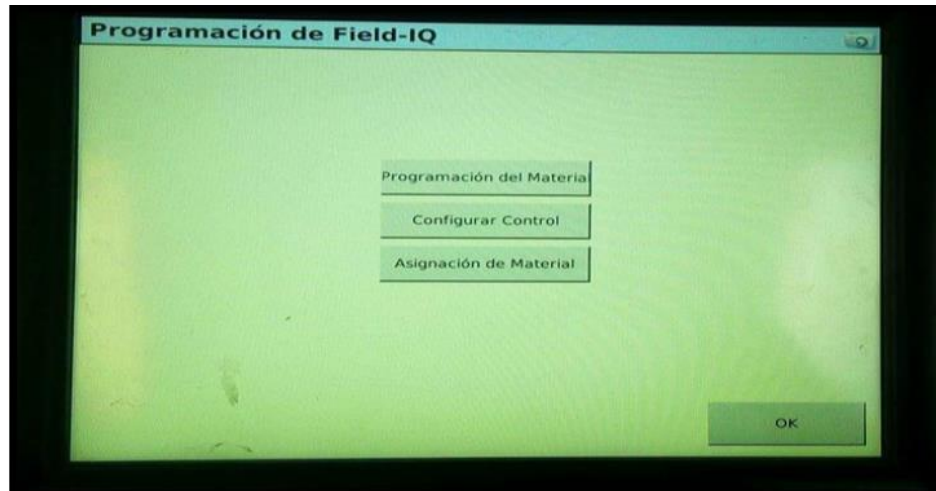 Programación de Field-IQ
Programación del Materia
Configurar Control
Asignación de Material
OK